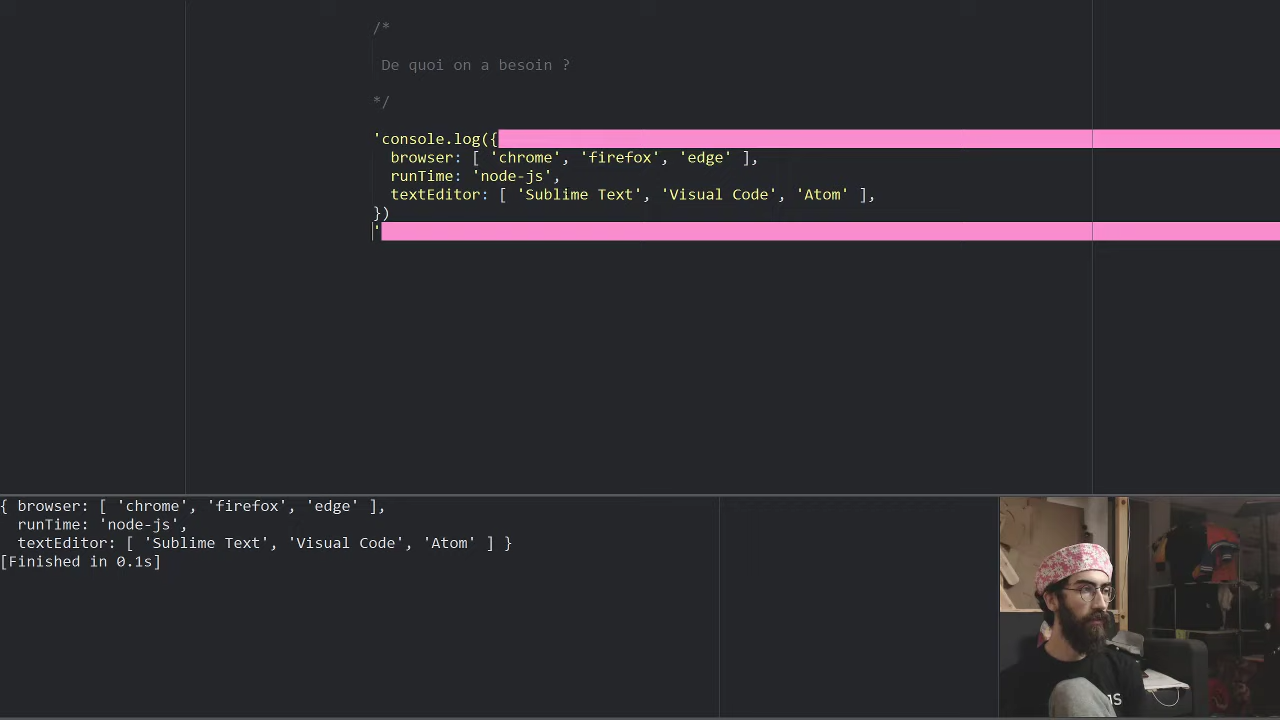 /*
De quoi on a besoin ?
*/
'console.log({
browser: [ 'chrome', 'firefox', 'edge' ],
runTime: 'node-js',
textEditor: [ 'Sublime Text', 'Visual Code', 'Atom' ],
})
'
{ browser: [ 'chrome', 'firefox', 'edge' ],
runTime: 'node-js',
textEditor: [ 'Sublime Text', 'Visual Code', 'Atom' ] }
[Finished in 0.1s]
JS